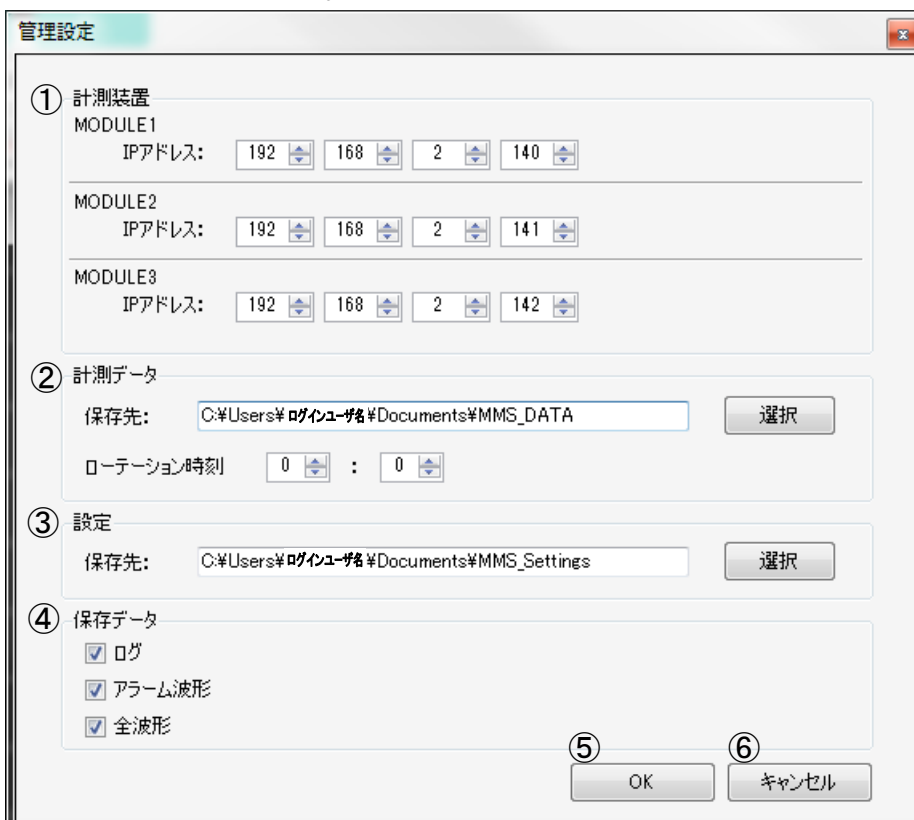 管理設定
① 計測装置
MODULE1
IPアドレス: 192 168 2 140
MODULE2
IPアドレス: 192 168 2 141
MODULE3
IPアドレス: 192 168 2 142
② 計測データ
保存先: C:¥Users¥ログインユーザ名¥Documents¥MMS_DATA 選択
ローテーション時刻 0 : 0
③ 設定
保存先: C:¥Users¥ログインユーザ名¥Documents¥MMS_Settings 選択
④ 保存データ
ログ
アラーム波形
全波形
⑤ ⑥
OK キャンセル